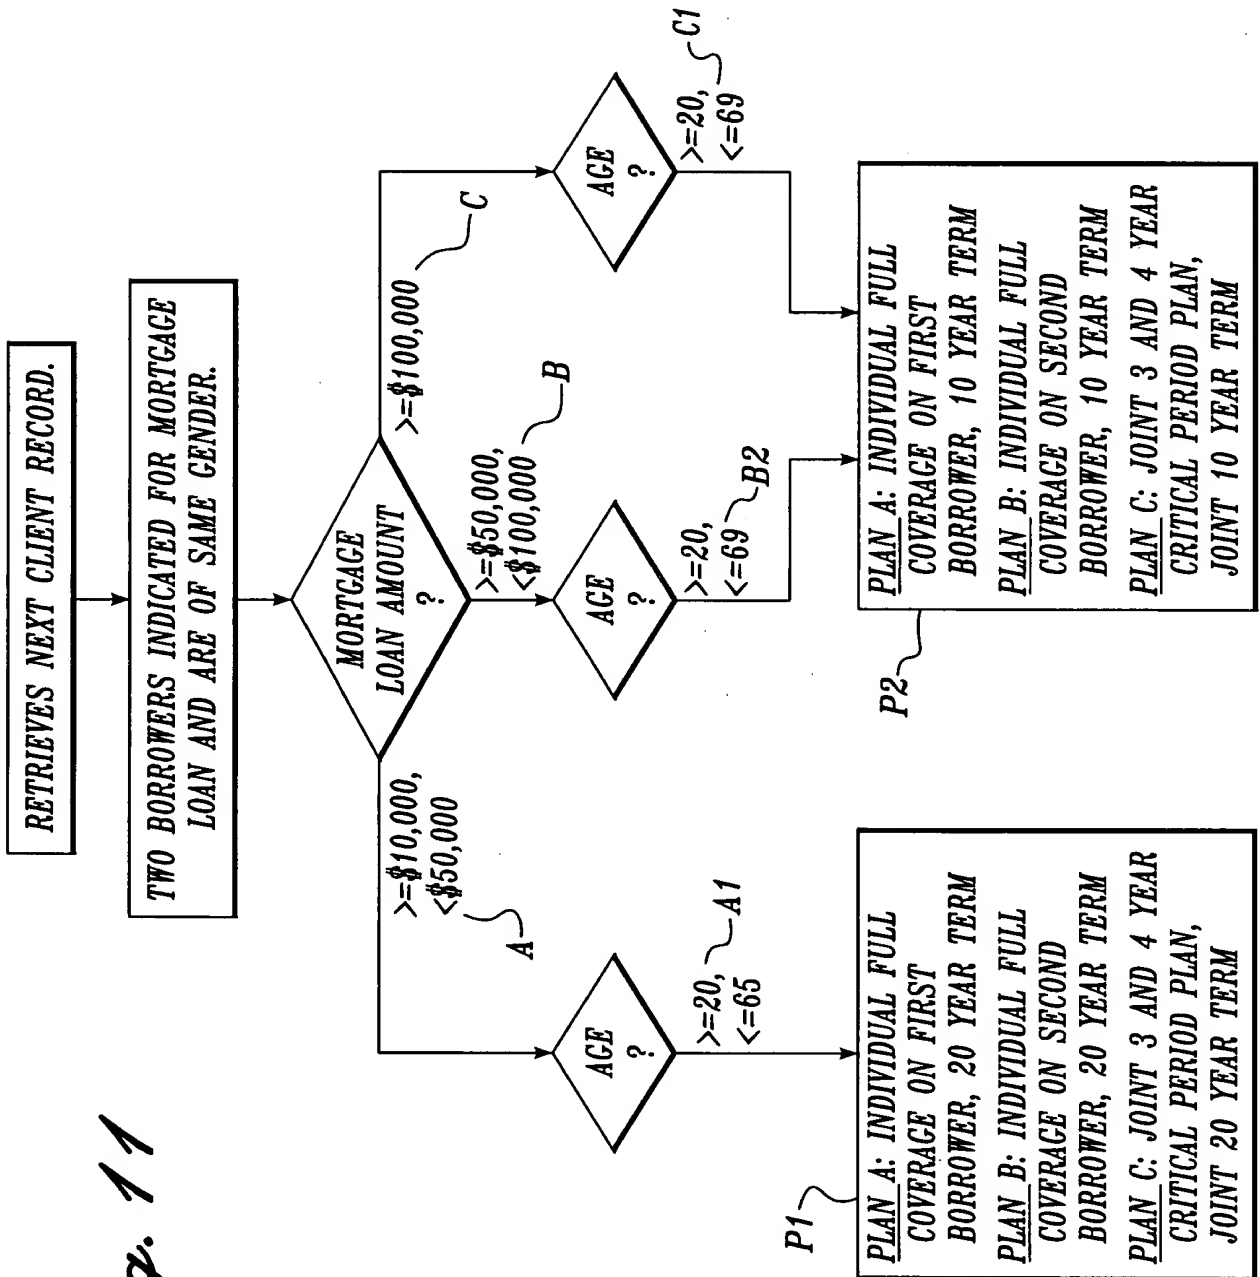 RETRIEVES NEXT CLIENT RECORD.
TWO BORROWERS INDICATED FOR MORTGAGE
LOAN AND ARE OF SAME GENDER.
MORTGAGE
LOAN AMOUNT
?
>=$10,000,
<$50,000
A
>=$50,000,
<$100,000
B
>=$100,000
C
AGE
?
>=20,
<=65
A1
AGE
?
>=20,
<=69
B2
AGE
?
>=20,
<=69
C1
P1
PLAN A: INDIVIDUAL FULL
COVERAGE ON FIRST
BORROWER, 20 YEAR TERM
PLAN B: INDIVIDUAL FULL
COVERAGE ON SECOND
BORROWER, 20 YEAR TERM
PLAN C: JOINT 3 AND 4 YEAR
CRITICAL PERIOD PLAN,
JOINT 20 YEAR TERM
P2
PLAN A: INDIVIDUAL FULL
COVERAGE ON FIRST
BORROWER, 10 YEAR TERM
PLAN B: INDIVIDUAL FULL
COVERAGE ON SECOND
BORROWER, 10 YEAR TERM
PLAN C: JOINT 3 AND 4 YEAR
CRITICAL PERIOD PLAN,
JOINT 10 YEAR TERM
11